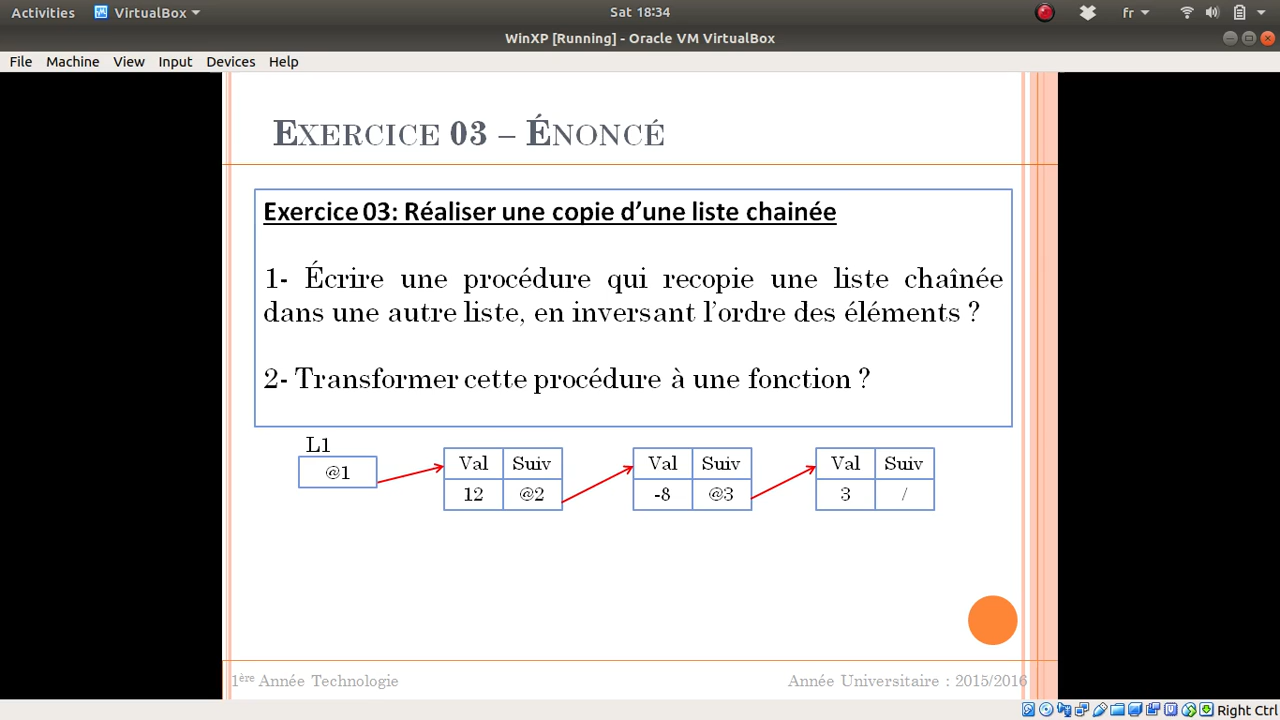 Activities VirtualBox Sat 18:34 fr
WinXP [Running] - Oracle VM VirtualBox
File Machine View Input Devices Help
EXERCICE 03 – ÉNONCÉ
Exercice 03: Réaliser une copie d'une liste chainée
1- Écrire une procédure qui recopie une liste chaînée
dans une autre liste, en inversant l'ordre des éléments ?
2- Transformer cette procédure à une fonction ?
L1
Val Suiv Val Suiv Val Suiv
@1
12 @2 -8 @3 3 /
1ère Année Technologie Année Universitaire : 2015/2016
Right Ctrl